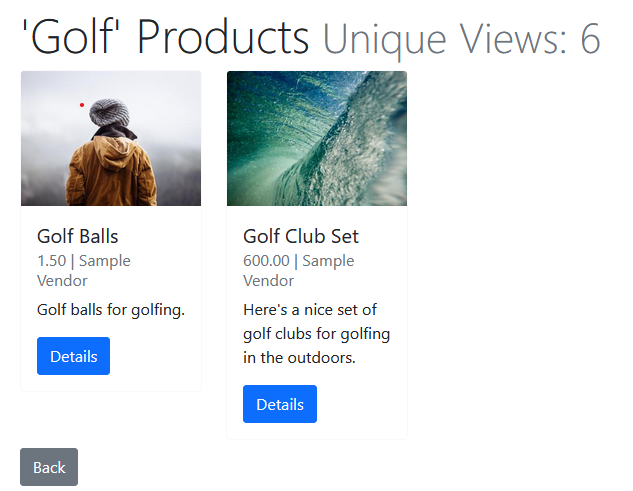 'Golf' Products Unique Views: 6
Golf Balls
1.50 | Sample
Vendor
Golf balls for golfing.
Details
Golf Club Set
600.00 | Sample
Vendor
Here's a nice set of
golf clubs for golfing
in the outdoors.
Details
Back